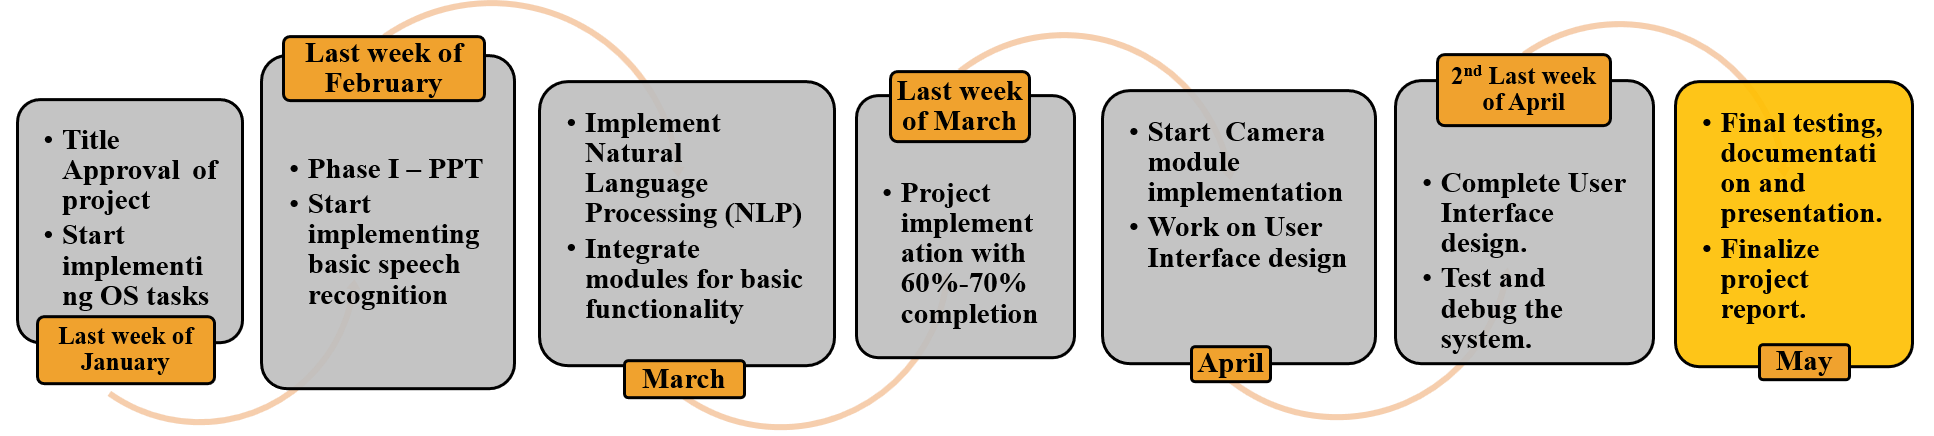 • Title
Approval of
project
• Start
implementi
ng OS tasks
Last week of
January
Last week of
February
• Phase I – PPT
• Start
implementing
basic speech
recognition
• Implement
Natural
Language
Processing (NLP)
• Integrate
modules for basic
functionality
March
Last week
of March
• Project
implement
ation with
60%-70%
completion
• Start Camera
module
implementation
• Work on User
Interface design
April
2nd Last week
of April
• Complete User
Interface
design.
• Test and
debug the
system.
• Final testing,
documentati
on and
presentation.
• Finalize
project
report.
May